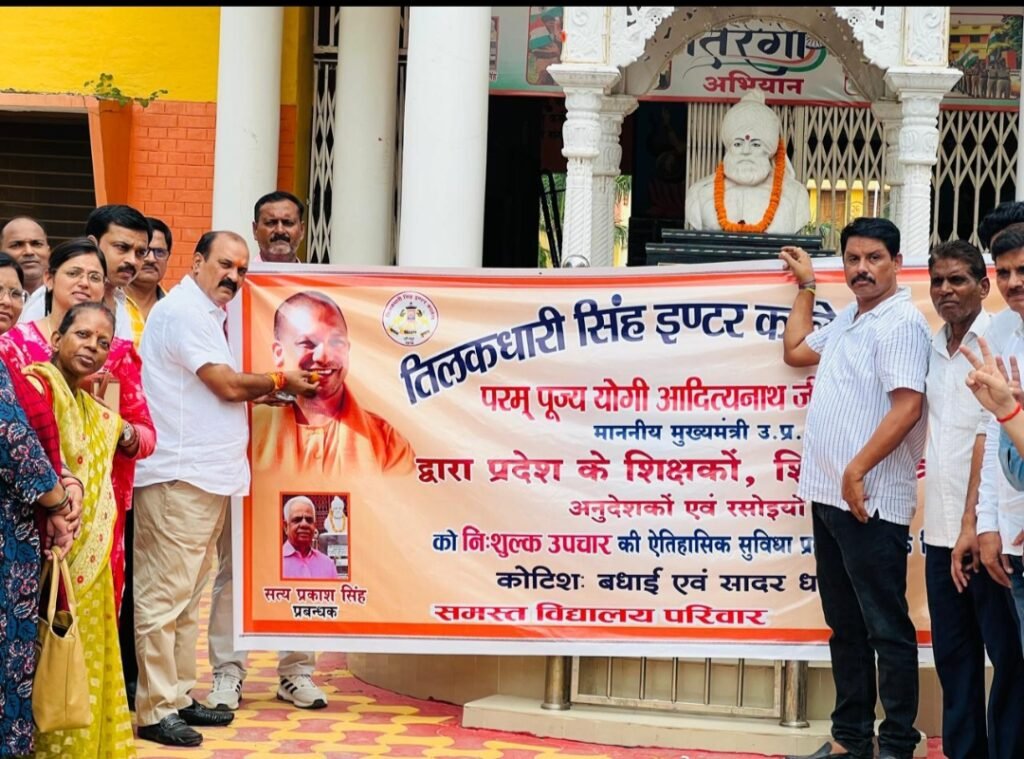 तिरंगा
अभियान
तिलकधारी सिंह इण्टर
परम् पूज्य योगी आदित्यनाथ जी
माननीय मुख्यमंत्री उ.प्र.
द्वारा प्रदेश के शिक्षकों,
अनुदेशकों एवं रसोइयो
को निःशुल्क उपचार की ऐतिहासिक सुविधा
कोटिशः बधाई एवं सादर
समस्त विद्यालय परिवार
सत्य प्रकाश सिंह
प्रबन्धक